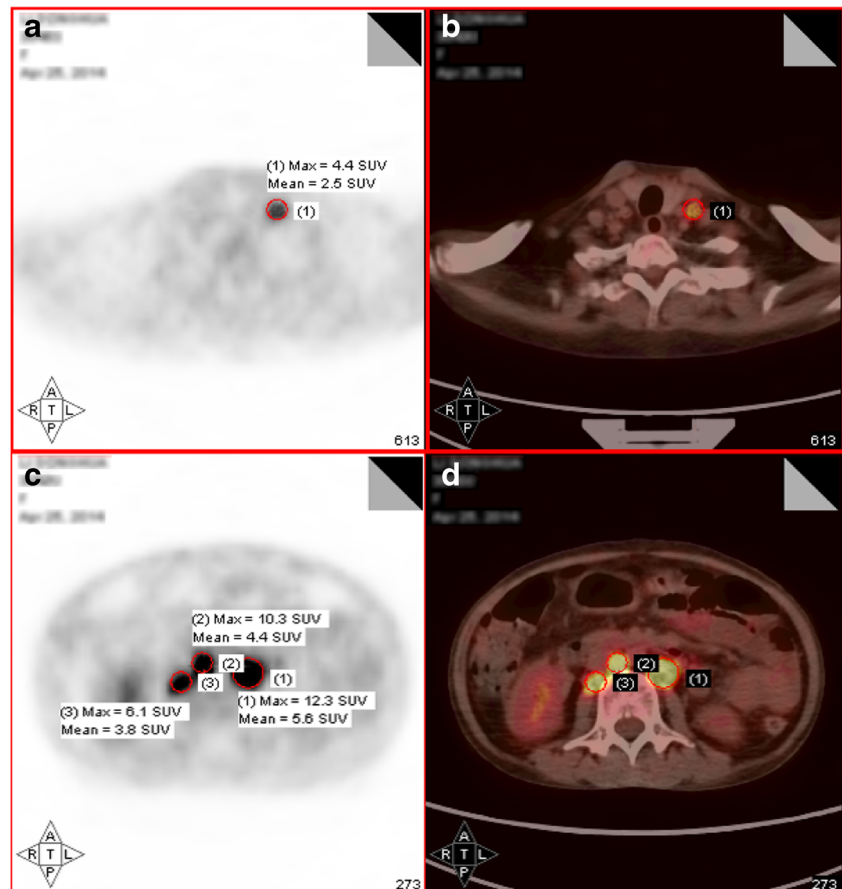 a
(1) Max = 4.4 SUV
Mean = 2.5 SUV
(1)
A
R T L
P
613
b
(1)
A
R T L
P
613
c
(2) Max = 10.3 SUV
Mean = 4.4 SUV
(2)
(3)
(1)
(3) Max = 6.1 SUV
Mean = 3.8 SUV
(1) Max = 12.3 SUV
Mean = 5.6 SUV
A
R T L
P
273
d
(2)
(3)
(1)
A
R T L
P
273